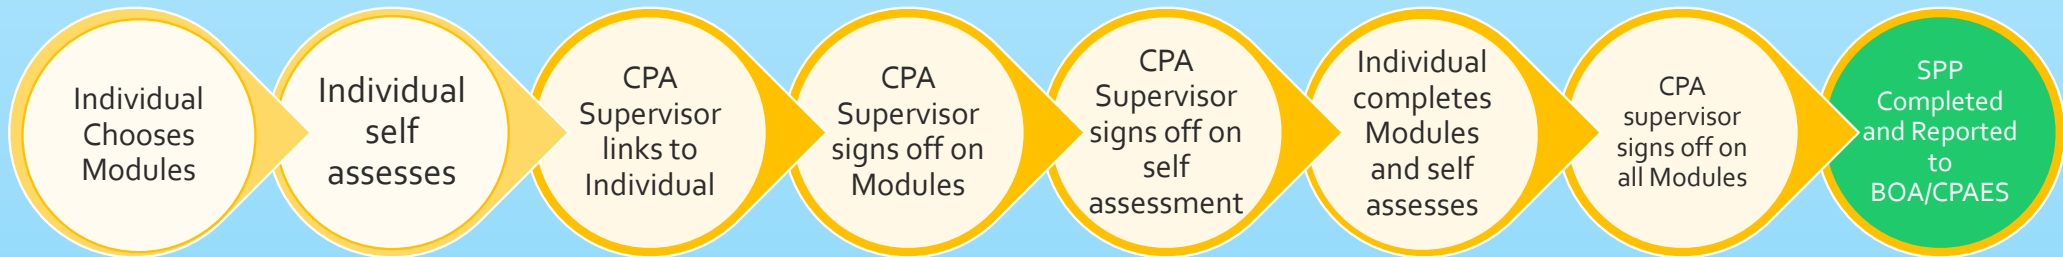 Individual
Chooses
Modules
Individual
self
assesses
CPA
Supervisor
links to
Individual
CPA
Supervisor
signs off on
Modules
CPA
Supervisor
signs off on
self
assessment
Individual
completes
Modules
and self
assesses
CPA
supervisor
signs off on
all Modules
SPP
Completed
and Reported
to
BOA/CPAES